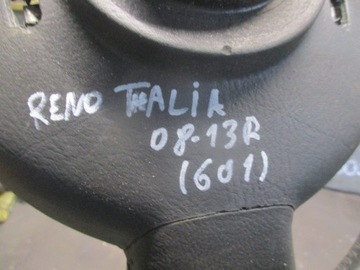 RENO THALIA
08-13R
(601)